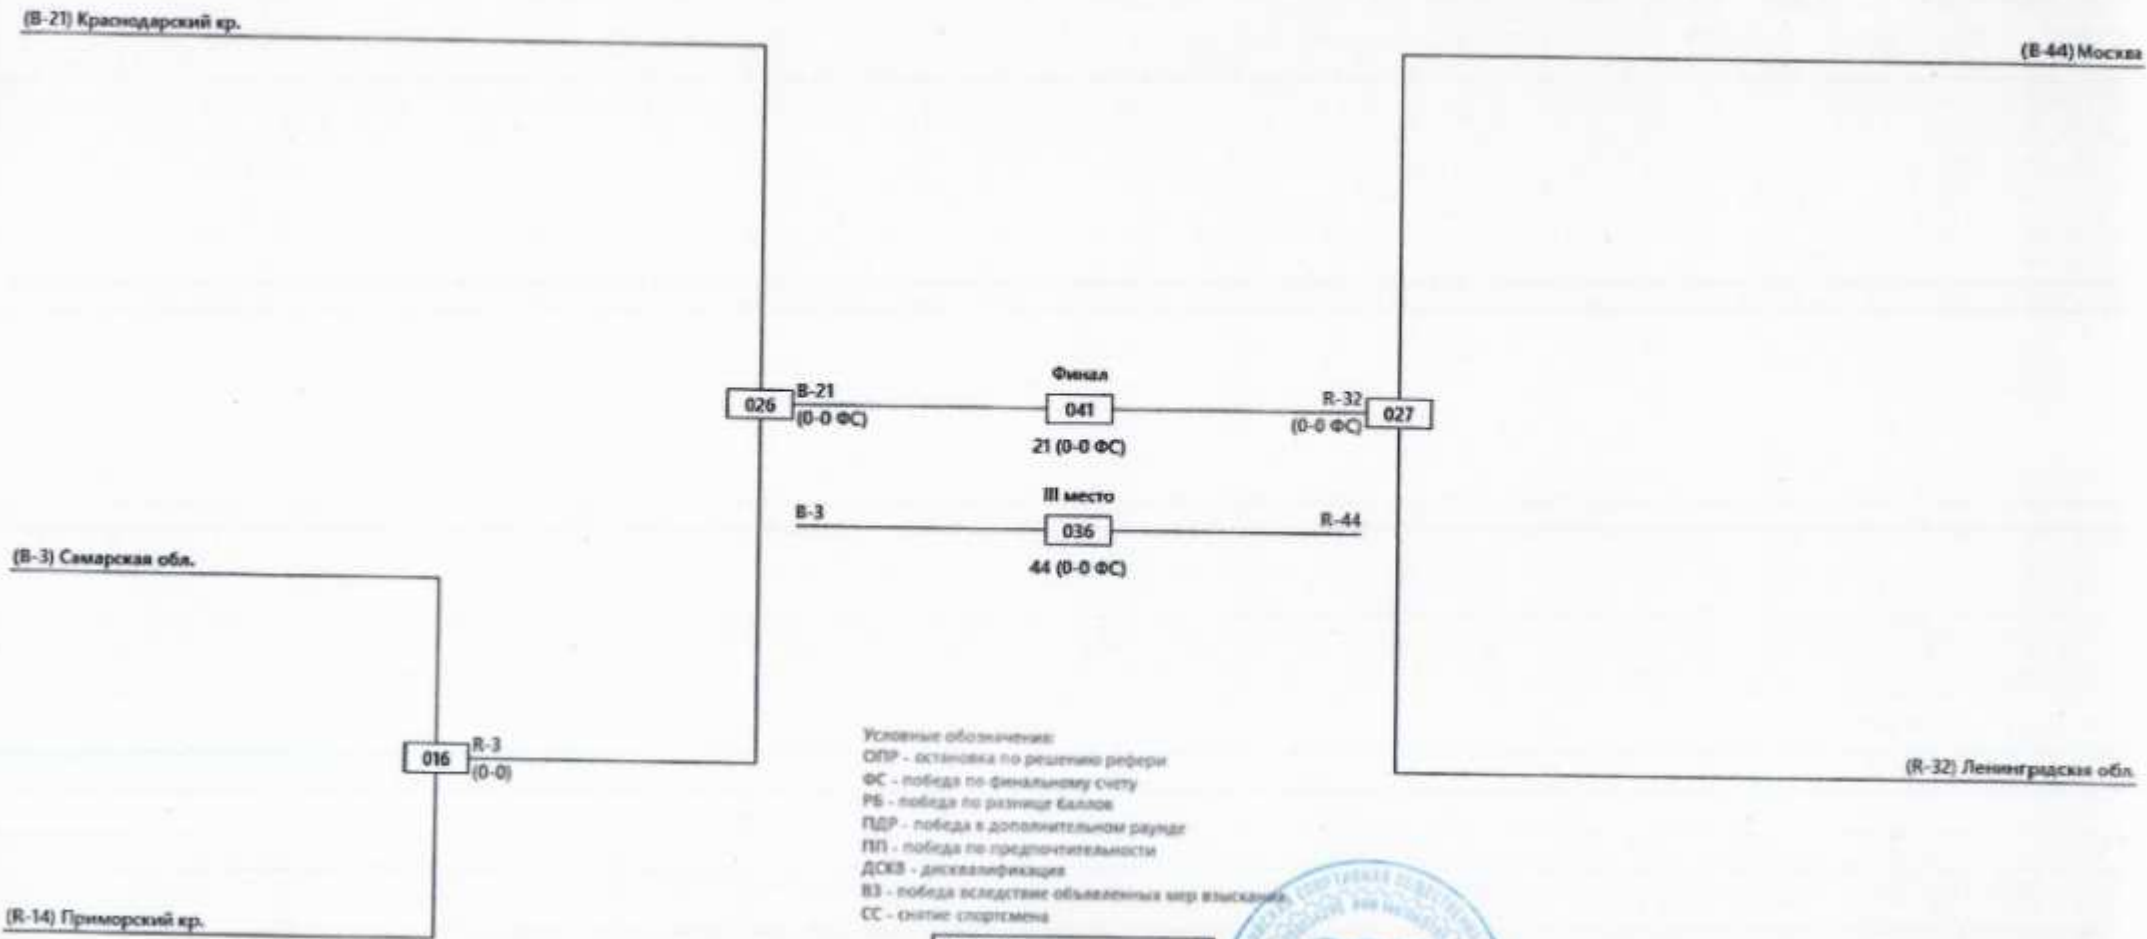 (B-21) Краснодарский кр.
(B-44) Москва
Финал
026
B-21
(0-0 ФС)
041
R-32
(0-0 ФС)
027
21 (0-0 ФС)
III место
B-3
036
R-44
44 (0-0 ФС)
(B-3) Самарская обл.
016
R-3
(0-0)
(R-32) Ленинградская обл.
(R-14) Приморский кр.
Условные обозначения:
ОПР - остановка по решению рефери
ФС - победа по финальному счету
РБ - победа по разнице баллов
ПДР - победа в дополнительном раунде
ПП - победа по предпочтительности
ДСКВ - дисквалификация
ВЗ - победа вследствие объявленных мер взыскания
СС - снятие спортсмена